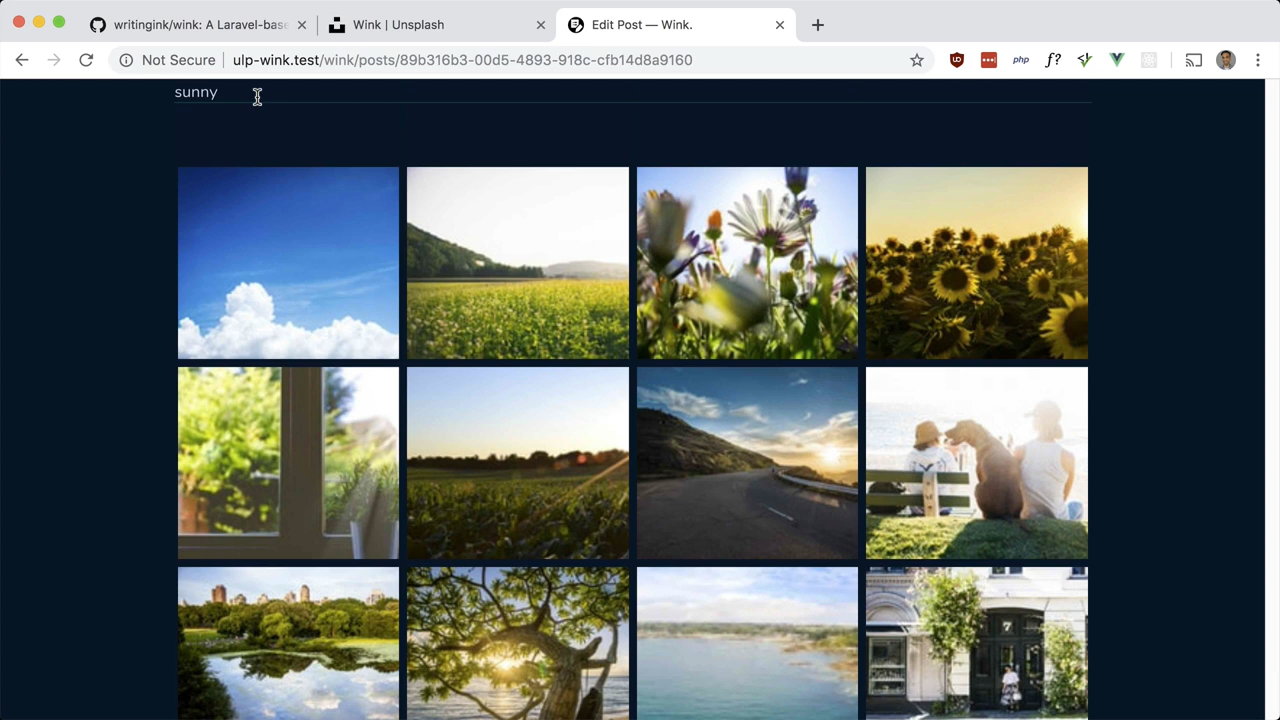 writingink/wink: A Laravel-base
Wink | Unsplash
Edit Post — Wink.
Not Secure
ulp-wink.test/wink/posts/89b316b3-00d5-4893-918c-cfb14d8a9160
php
f?
sunny
7